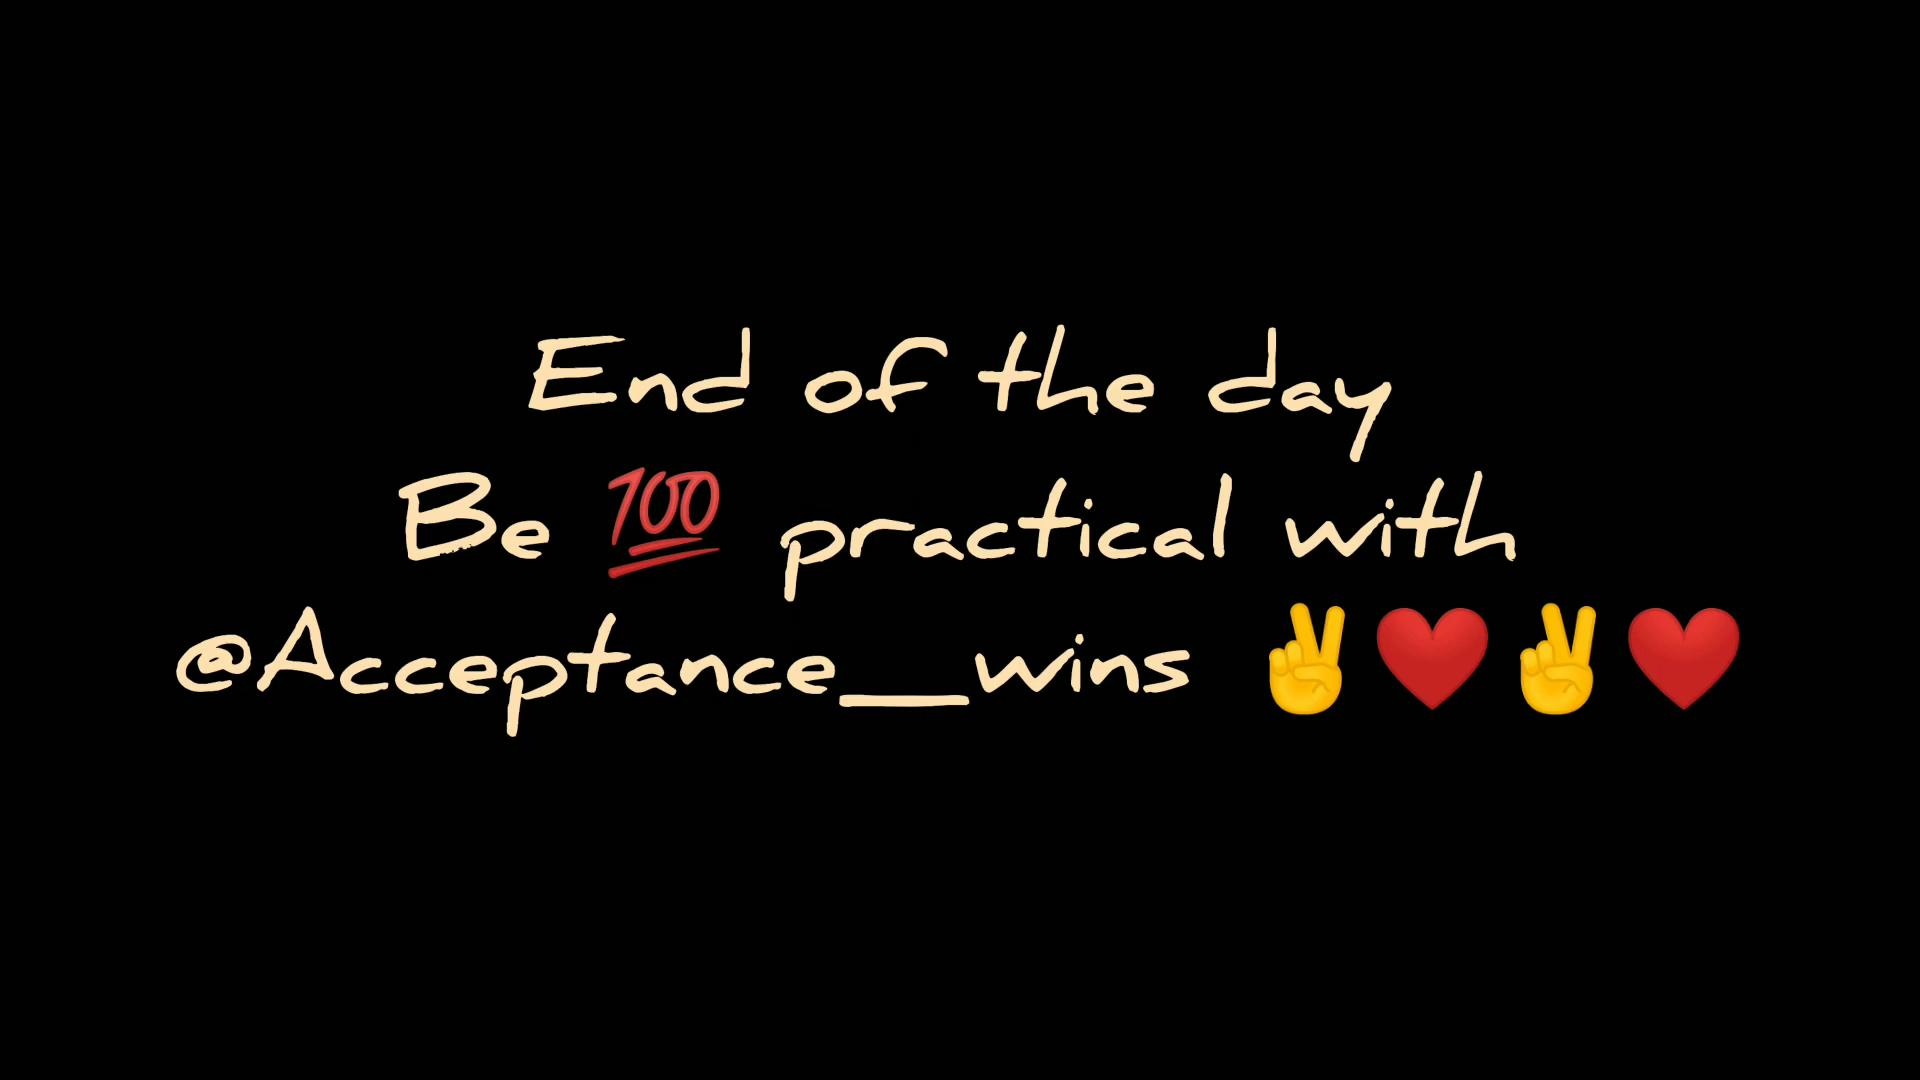 End of the day
Be 💯 practical with
@Acceptance__wins ✌❤✌❤